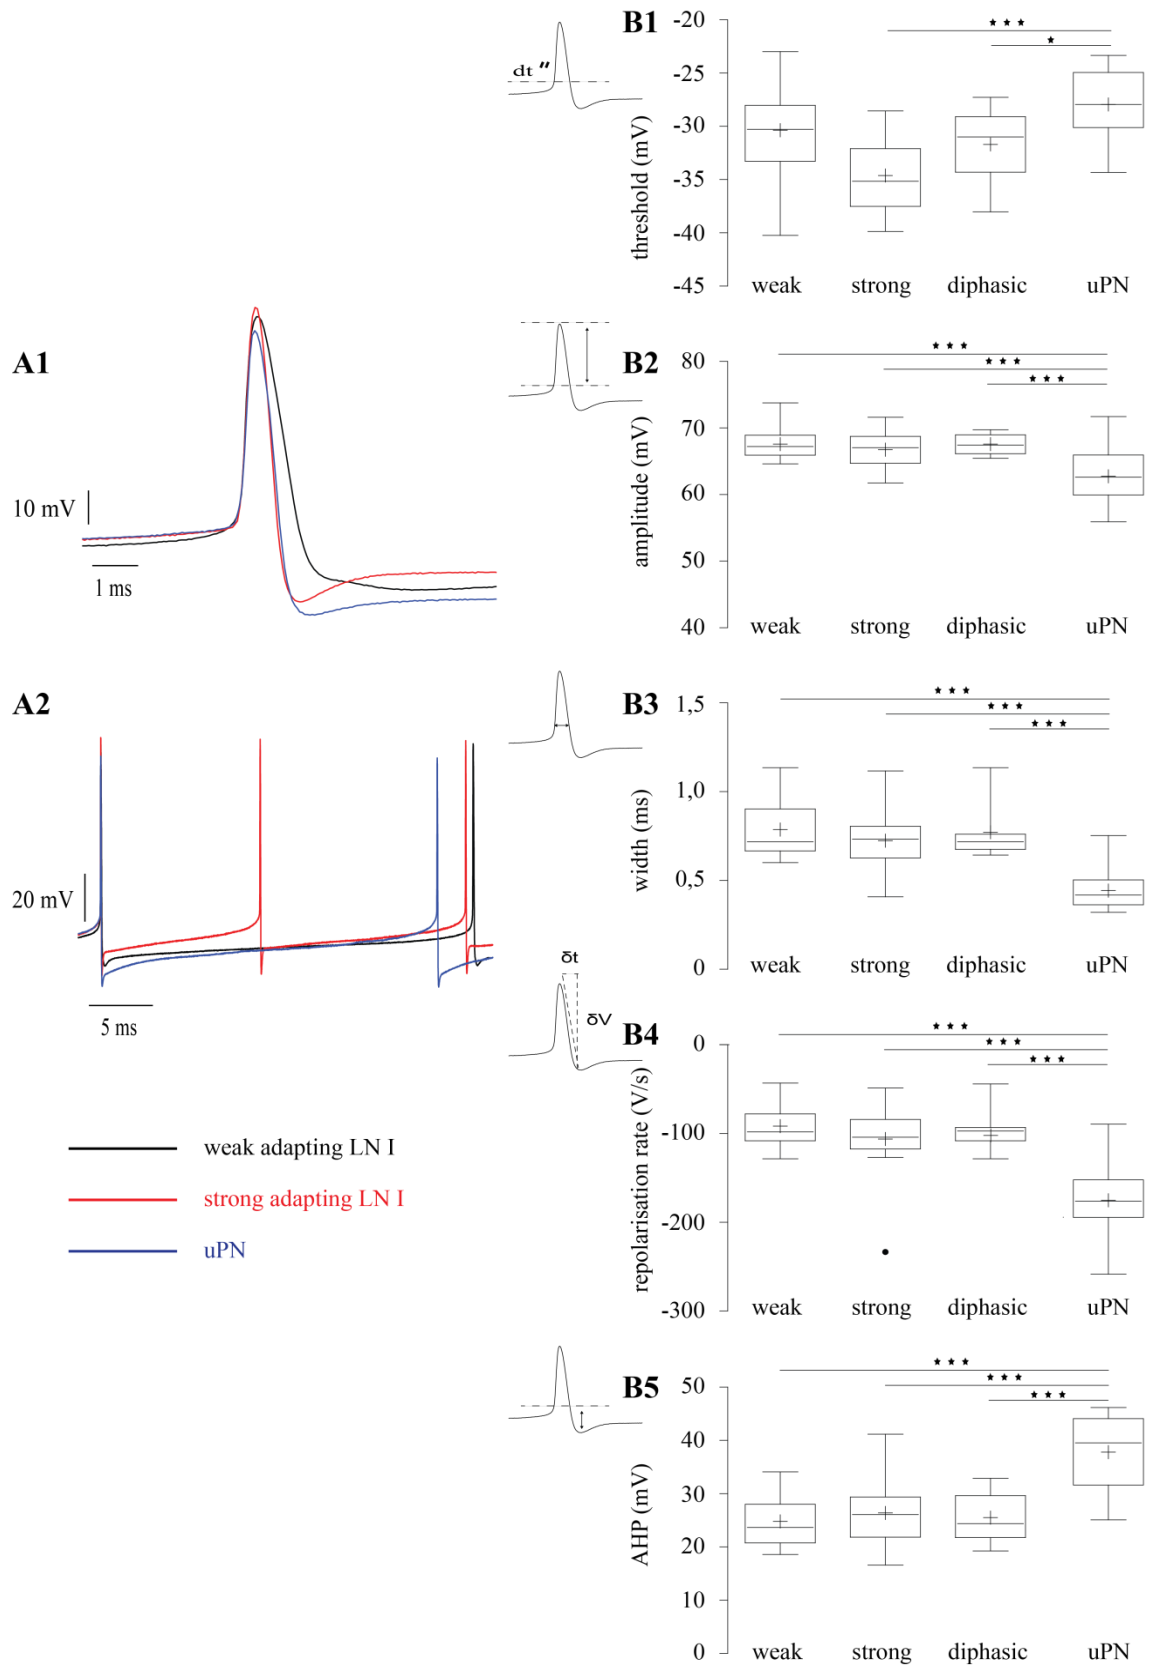 B1
dt ″
threshold (mV)
-20
-25
-30
-35
-40
-45
★ ★ ★
★
weak strong diphasic uPN
A1
10 mV
1 ms
B2
amplitude (mV)
80
70
60
50
40
★ ★ ★
★ ★ ★
★ ★ ★
weak strong diphasic uPN
A2
20 mV
5 ms
B3
width (ms)
1,5
1,0
0,5
0
★ ★ ★
★ ★ ★
★ ★ ★
weak strong diphasic uPN
δt
δV
B4
repolarisation rate (V/s)
0
-100
-200
-300
★ ★ ★
★ ★ ★
★ ★ ★
weak strong diphasic uPN
weak adapting LN I
strong adapting LN I
uPN
B5
AHP (mV)
50
40
30
20
10
0
★ ★ ★
★ ★ ★
★ ★ ★
weak strong diphasic uPN